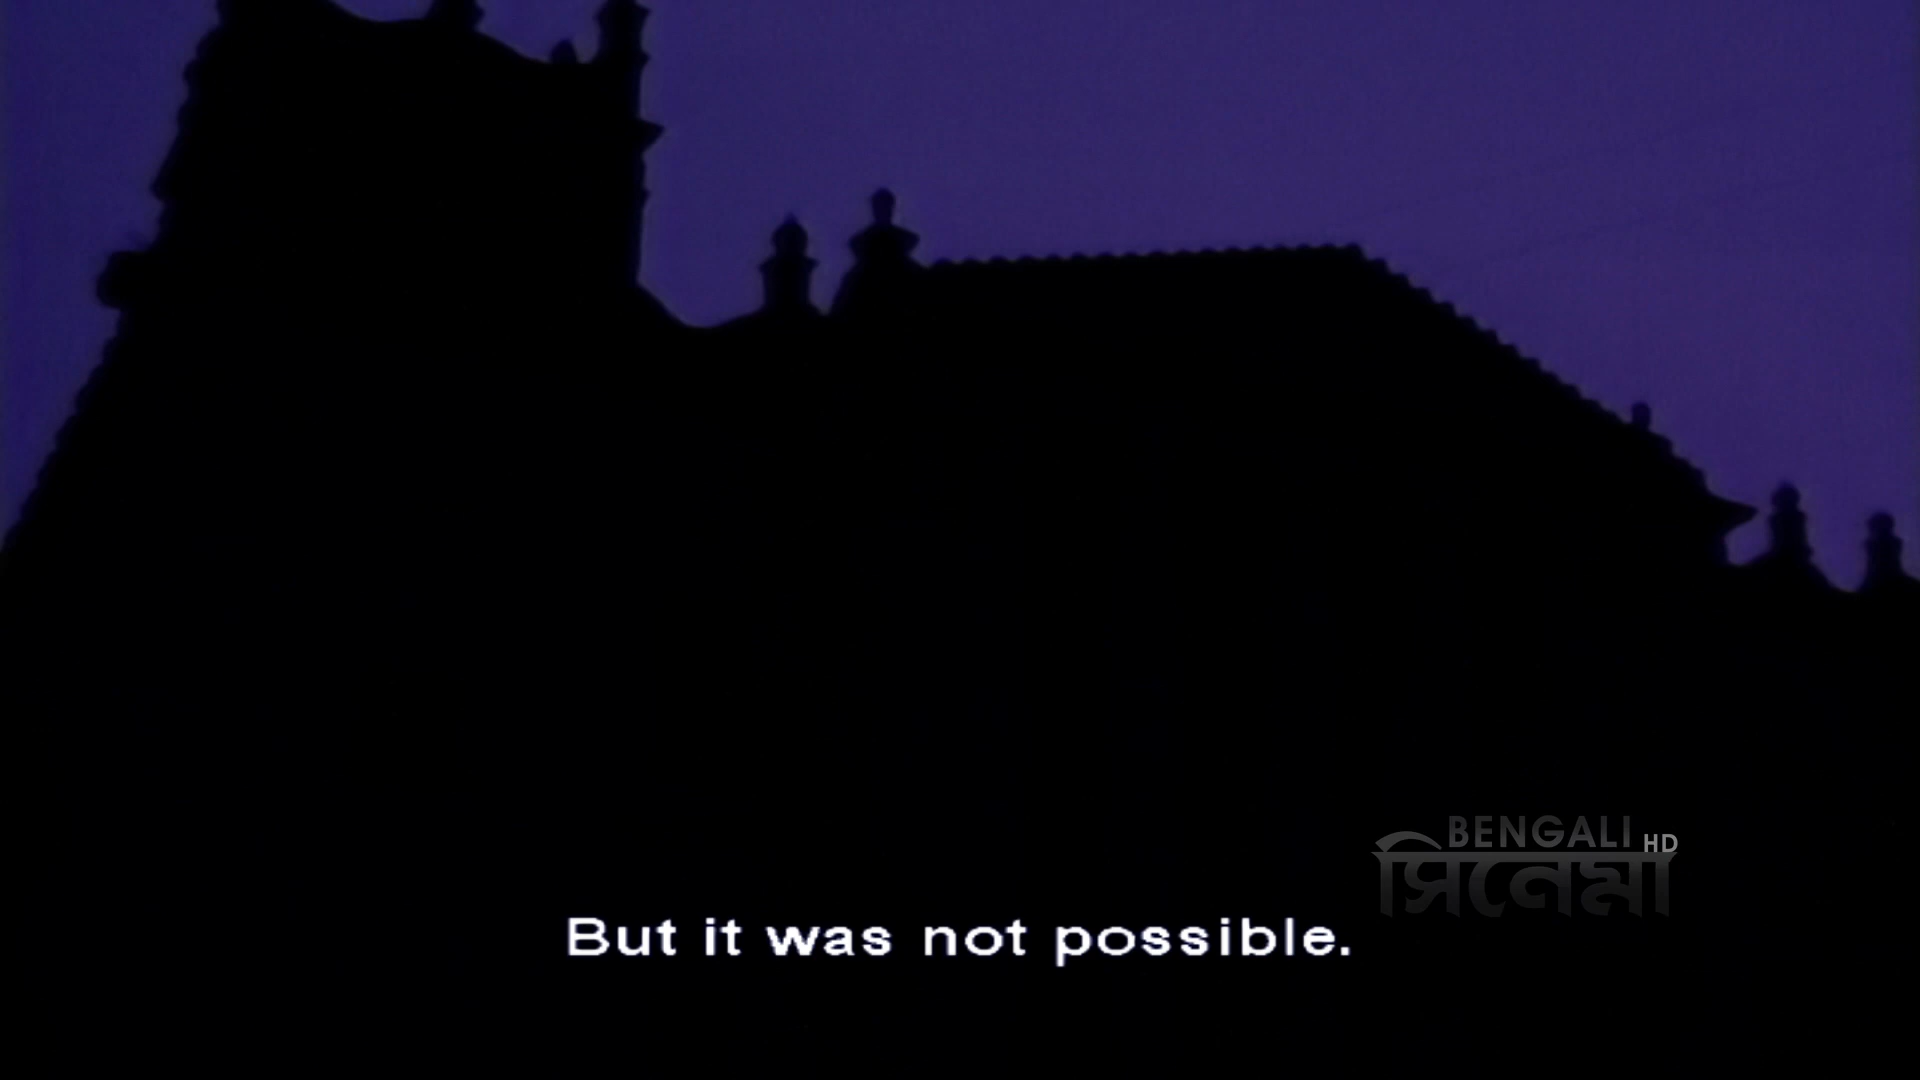 BENGALI HD
সিনেমা
But it was not possible.